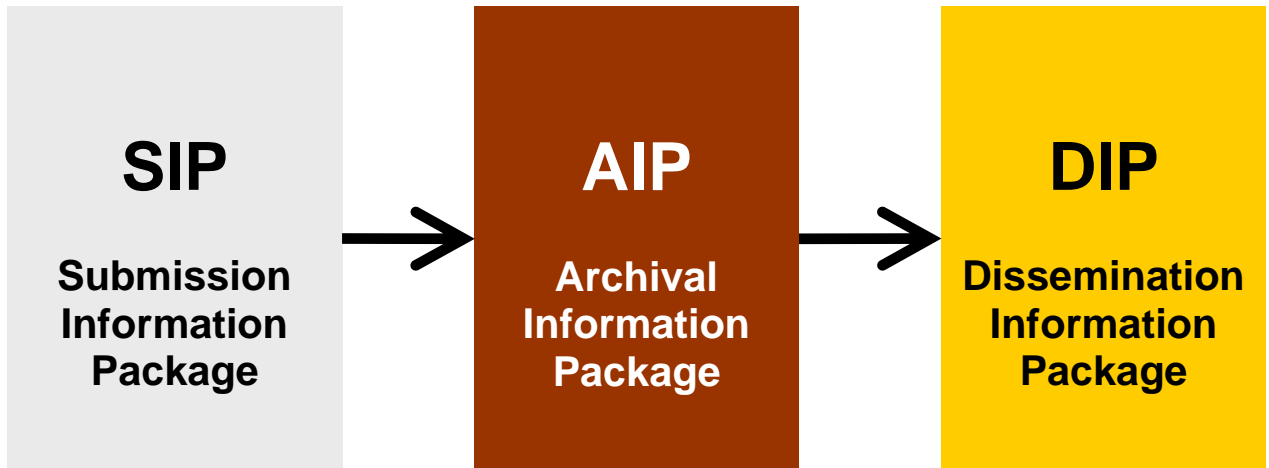 SIP
Submission
Information
Package
AIP
Archival
Information
Package
DIP
Dissemination
Information
Package